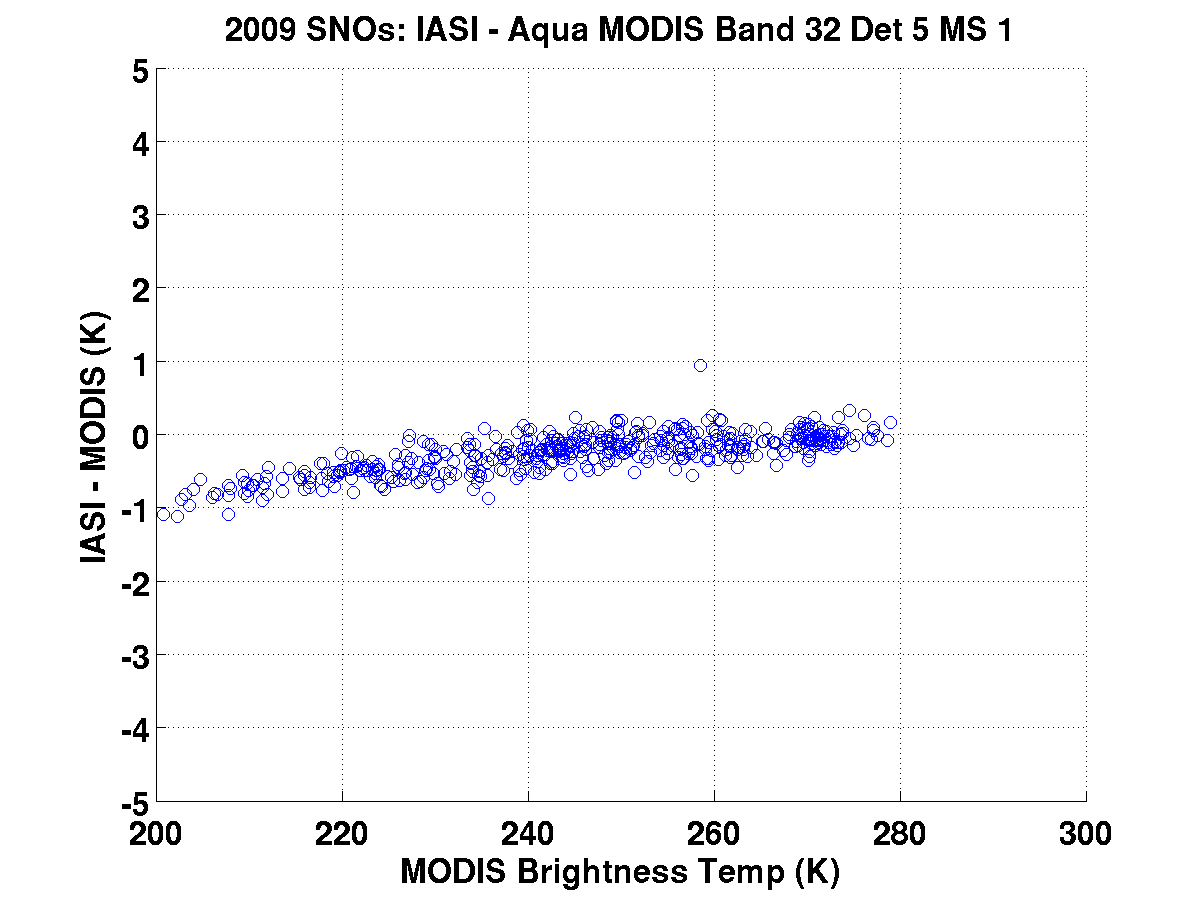 2009 SNOs: IASI - Aqua MODIS Band 32 Det 5 MS 1
5
4
3
2
1
0
-1
-2
-3
-4
-5
IASI - MODIS (K)
200 220 240 260 280 300
MODIS Brightness Temp (K)